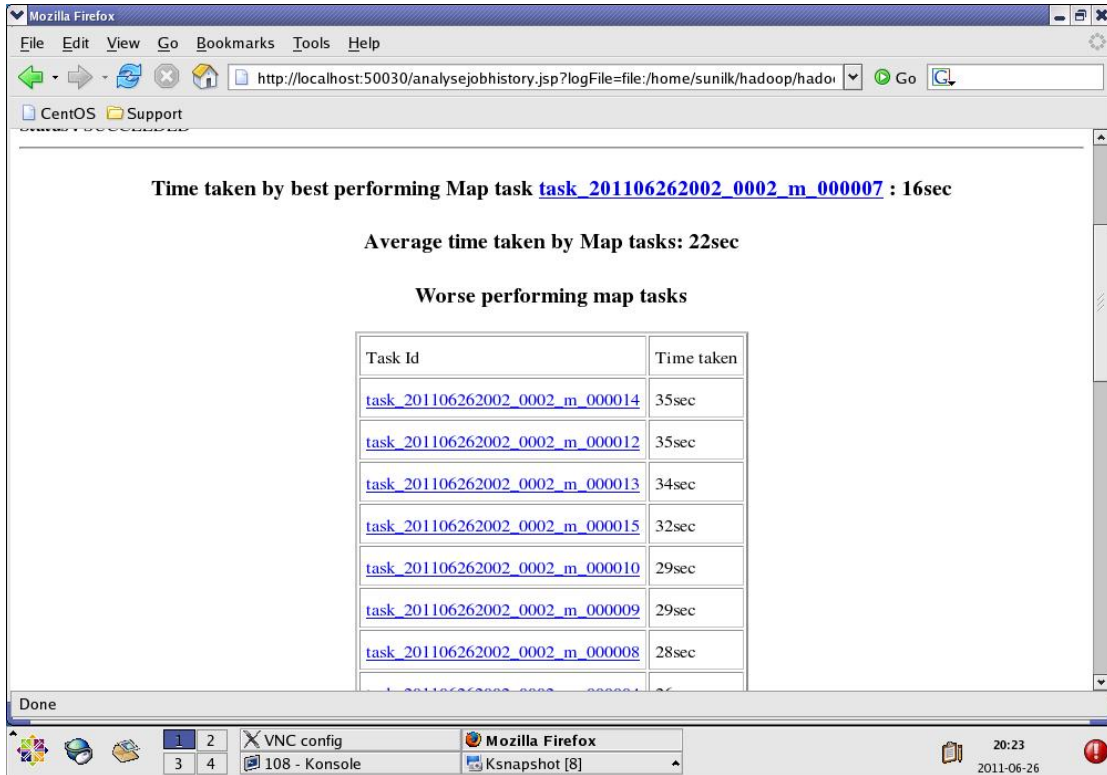 Mozilla Firefox
File Edit View Go Bookmarks Tools Help
http://localhost:50030/analysejobhistory.jsp?logFile=file:/home/sunilk/hadoop/hado
Go
CentOS Support
Status : SUCCEEDED
Time taken by best performing Map task task_201106262002_0002_m_000007 : 16sec
Average time taken by Map tasks: 22sec
Worse performing map tasks
Task Id Time taken
task_201106262002_0002_m_000014 35sec
task_201106262002_0002_m_000012 35sec
task_201106262002_0002_m_000013 34sec
task_201106262002_0002_m_000015 32sec
task_201106262002_0002_m_000010 29sec
task_201106262002_0002_m_000009 29sec
task_201106262002_0002_m_000008 28sec
Done
1 2 VNC config Mozilla Firefox 20:23
3 4 108 - Konsole Ksnapshot [8] 2011-06-26